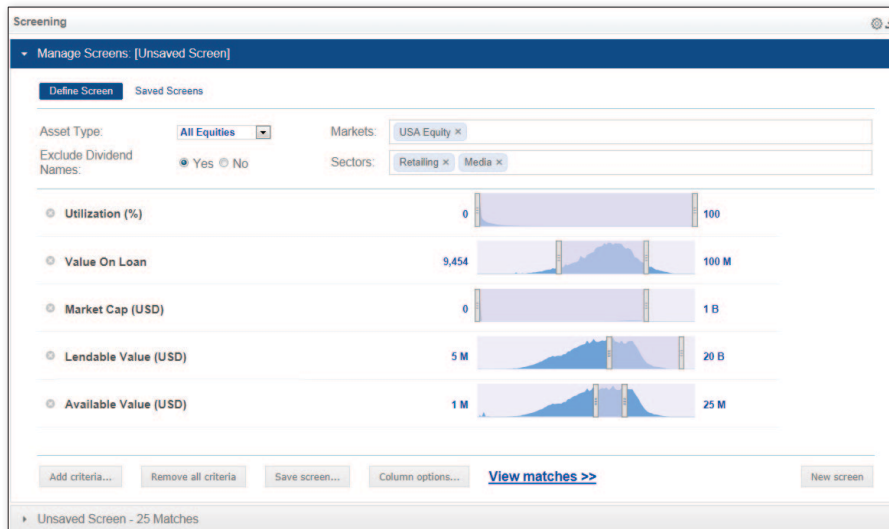 Screening
Manage Screens: [Unsaved Screen]
Define Screen Saved Screens
Asset Type: All Equities Markets: USA Equity ×
Exclude Dividend
Names: Yes No Sectors: Retailing × Media ×
Utilization (%) 0 100
Value On Loan 9,454 100 M
Market Cap (USD) 0 1 B
Lendable Value (USD) 5 M 20 B
Available Value (USD) 1 M 25 M
Add criteria... Remove all criteria Save screen... Column options... View matches >> New screen
Unsaved Screen - 25 Matches